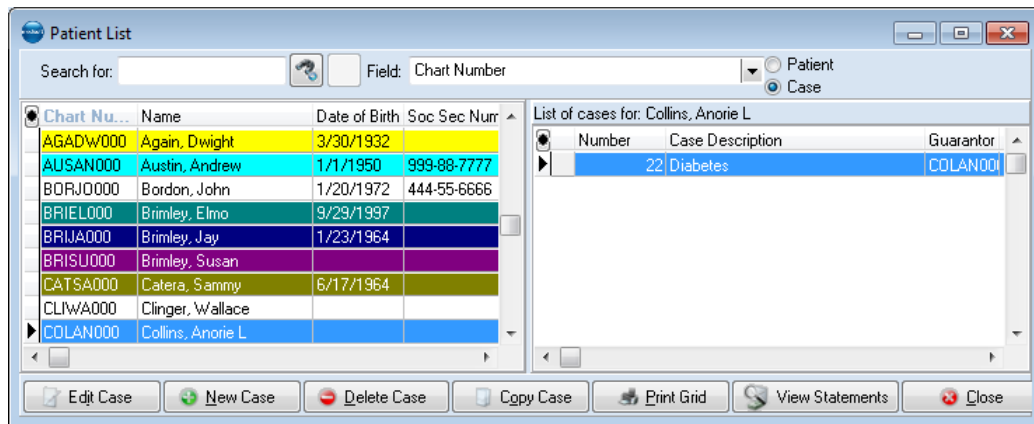 Patient List
Search for: Field: Chart Number Patient
Case
Chart Nu... Name Date of Birth Soc Sec Num
AGADW000 Again, Dwight 3/30/1932
AUSAN000 Austin, Andrew 1/1/1950 999-88-7777
BORJO000 Bordon, John 1/20/1972 444-55-6666
BRIEL000 Brimley, Elmo 9/29/1997
BRIJA000 Brimley, Jay 1/23/1964
BRISU000 Brimley, Susan
CATSA000 Catera, Sammy 6/17/1964
CLIWA000 Clinger, Wallace
COLAN000 Collins, Anorie L
List of cases for: Collins, Anorie L
Number Case Description Guarantor
22 Diabetes COLAN00
Edit Case New Case Delete Case Copy Case Print Grid View Statements Close